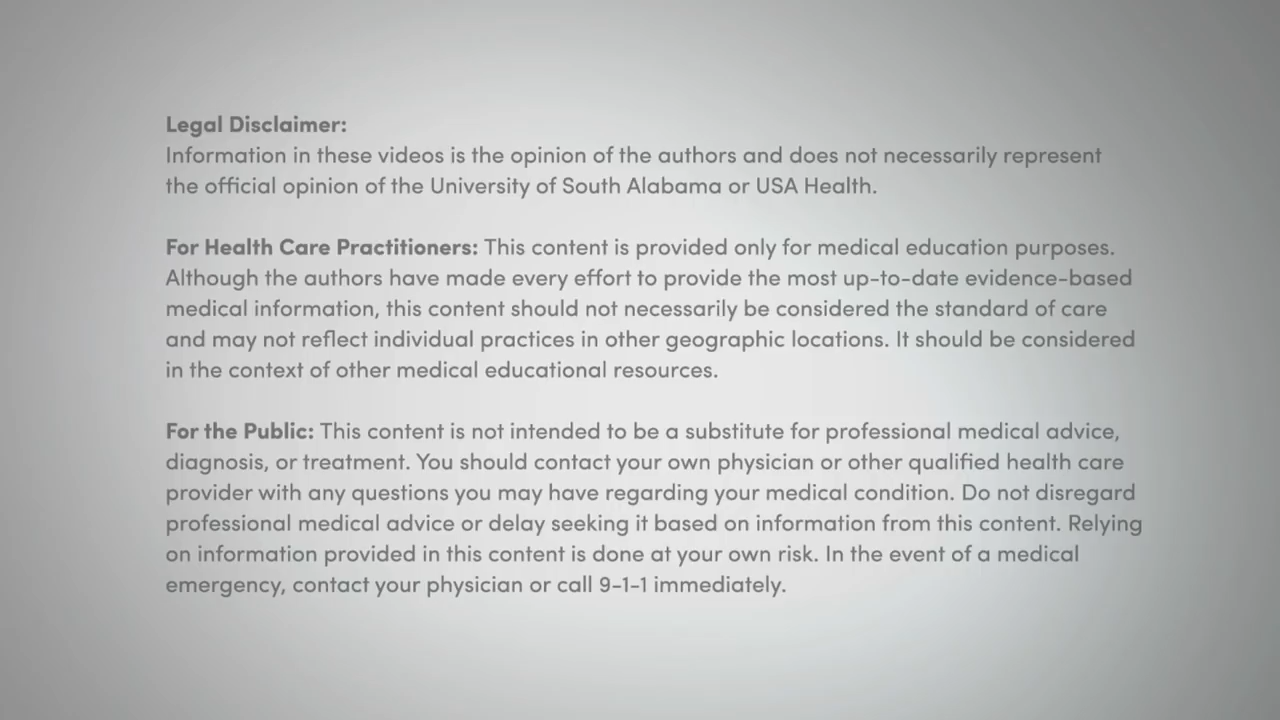 Legal Disclaimer:
Information in these videos is the opinion of the authors and does not necessarily represent
the official opinion of the University of South Alabama or USA Health.
For Health Care Practitioners: This content is provided only for medical education purposes.
Although the authors have made every effort to provide the most up-to-date evidence-based
medical information, this content should not necessarily be considered the standard of care
and may not reflect individual practices in other geographic locations. It should be considered
in the context of other medical educational resources.
For the Public: This content is not intended to be a substitute for professional medical advice,
diagnosis, or treatment. You should contact your own physician or other qualified health care
provider with any questions you may have regarding your medical condition. Do not disregard
professional medical advice or delay seeking it based on information from this content. Relying
on information provided in this content is done at your own risk. In the event of a medical
emergency, contact your physician or call 9-1-1 immediately.